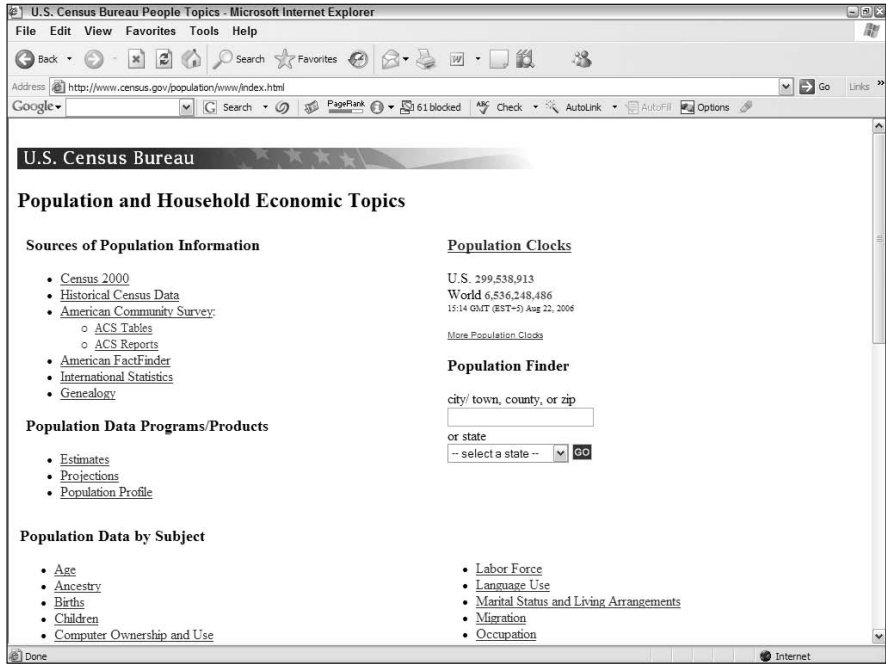 U.S. Census Bureau People Topics - Microsoft Internet Explorer
File Edit View Favorites Tools Help
Back Search Favorites
Address http://www.census.gov/population/www/index.html Go Links »
Google G Search PageRank 61 blocked ABC Check AutoLink AutoFill Options
U.S. Census Bureau
Population and Household Economic Topics
Sources of Population Information
• Census 2000
• Historical Census Data
• American Community Survey:
o ACS Tables
o ACS Reports
• American FactFinder
• International Statistics
• Genealogy
Population Data Programs/Products
• Estimates
• Projections
• Population Profile
Population Clocks
U.S. 299,538,913
World 6,536,248,486
15:14 GMT (EST+5) Aug 22, 2006
More Population Clocks
Population Finder
city/ town, county, or zip
or state
-- select a state -- GO
Population Data by Subject
• Age
• Ancestry
• Births
• Children
• Computer Ownership and Use
• Labor Force
• Language Use
• Marital Status and Living Arrangements
• Migration
• Occupation
Done Internet